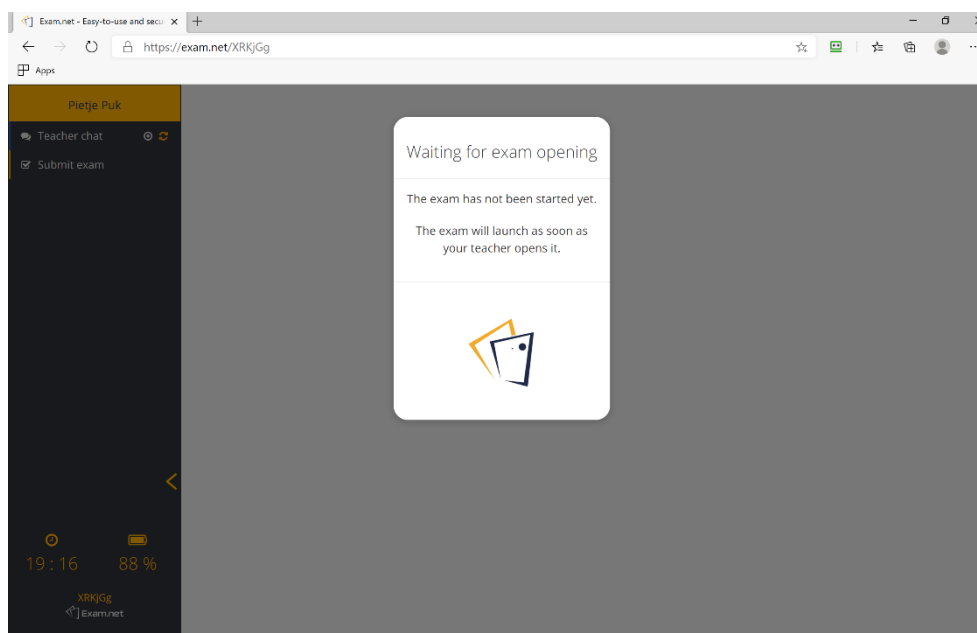 Exam.net - Easy-to-use and secu
https://exam.net/XRKjGg
Apps
Pietje Puk
Teacher chat
Submit exam
Waiting for exam opening
The exam has not been started yet.
The exam will launch as soon as
your teacher opens it.
19 : 16
88 %
XRKjGg
Exam.net